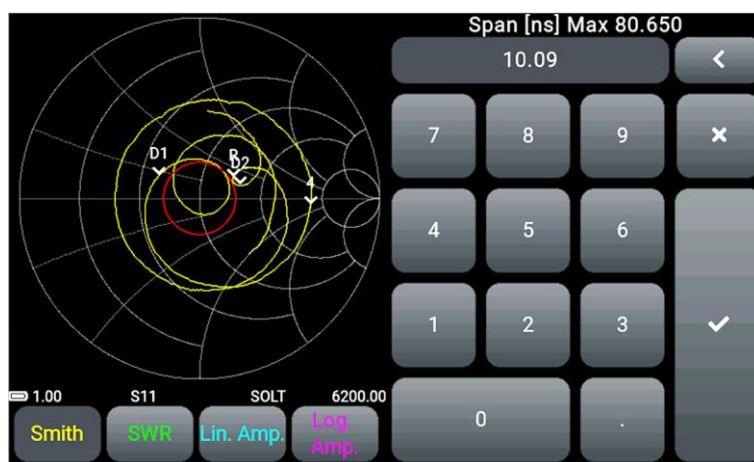 Span [ns] Max 80.650
10.09
D1
R
D2
4
7 8 9
4 5 6
1 2 3
0 .
1.00 S11 SOLT 6200.00
Smith SWR Lin. Amp. Log.
Amp.